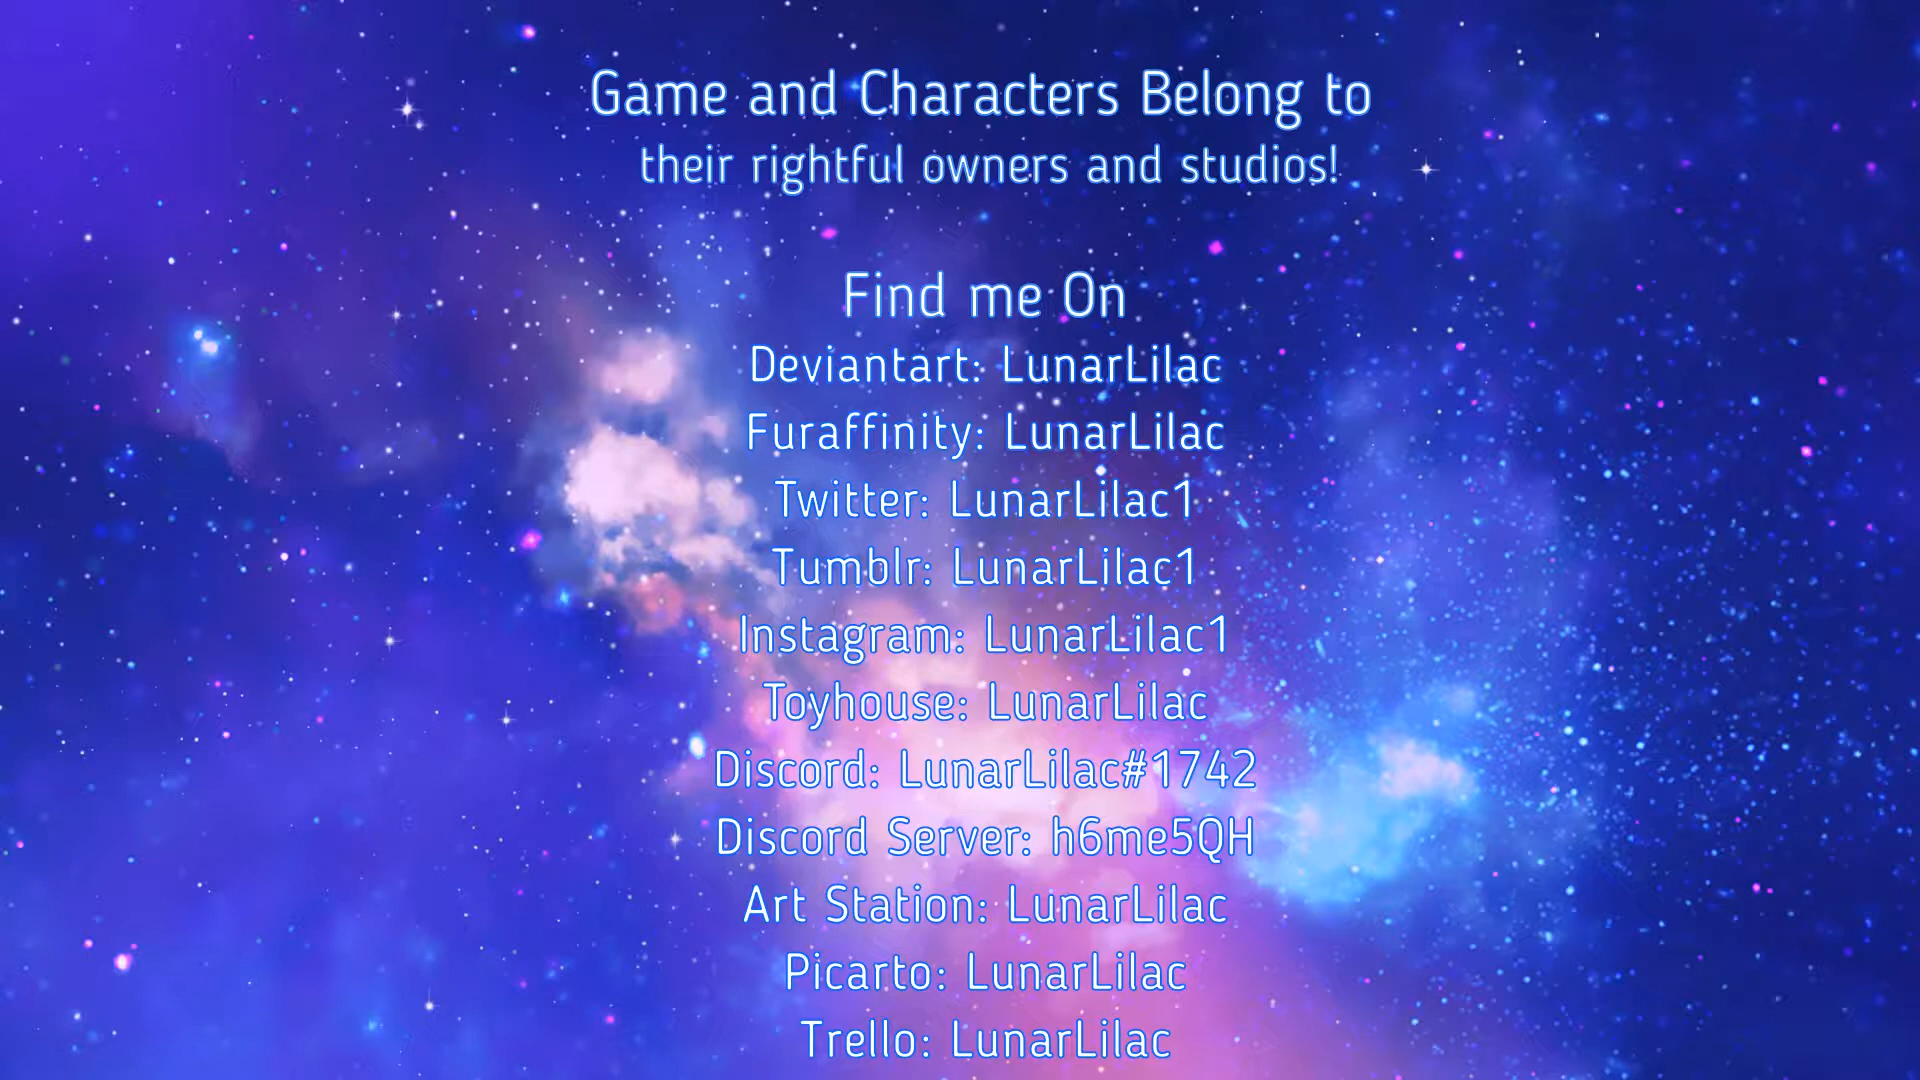 Game and Characters Belong to
their rightful owners and studios!
Find me On
Deviantart: LunarLilac
Furaffinity: LunarLilac
Twitter: LunarLilac1
Tumblr: LunarLilac1
Instagram: LunarLilac1
Toyhouse: LunarLilac
Discord: LunarLilac#1742
Discord Server: h6me5QH
Art Station: LunarLilac
Picarto: LunarLilac
Trello: LunarLilac